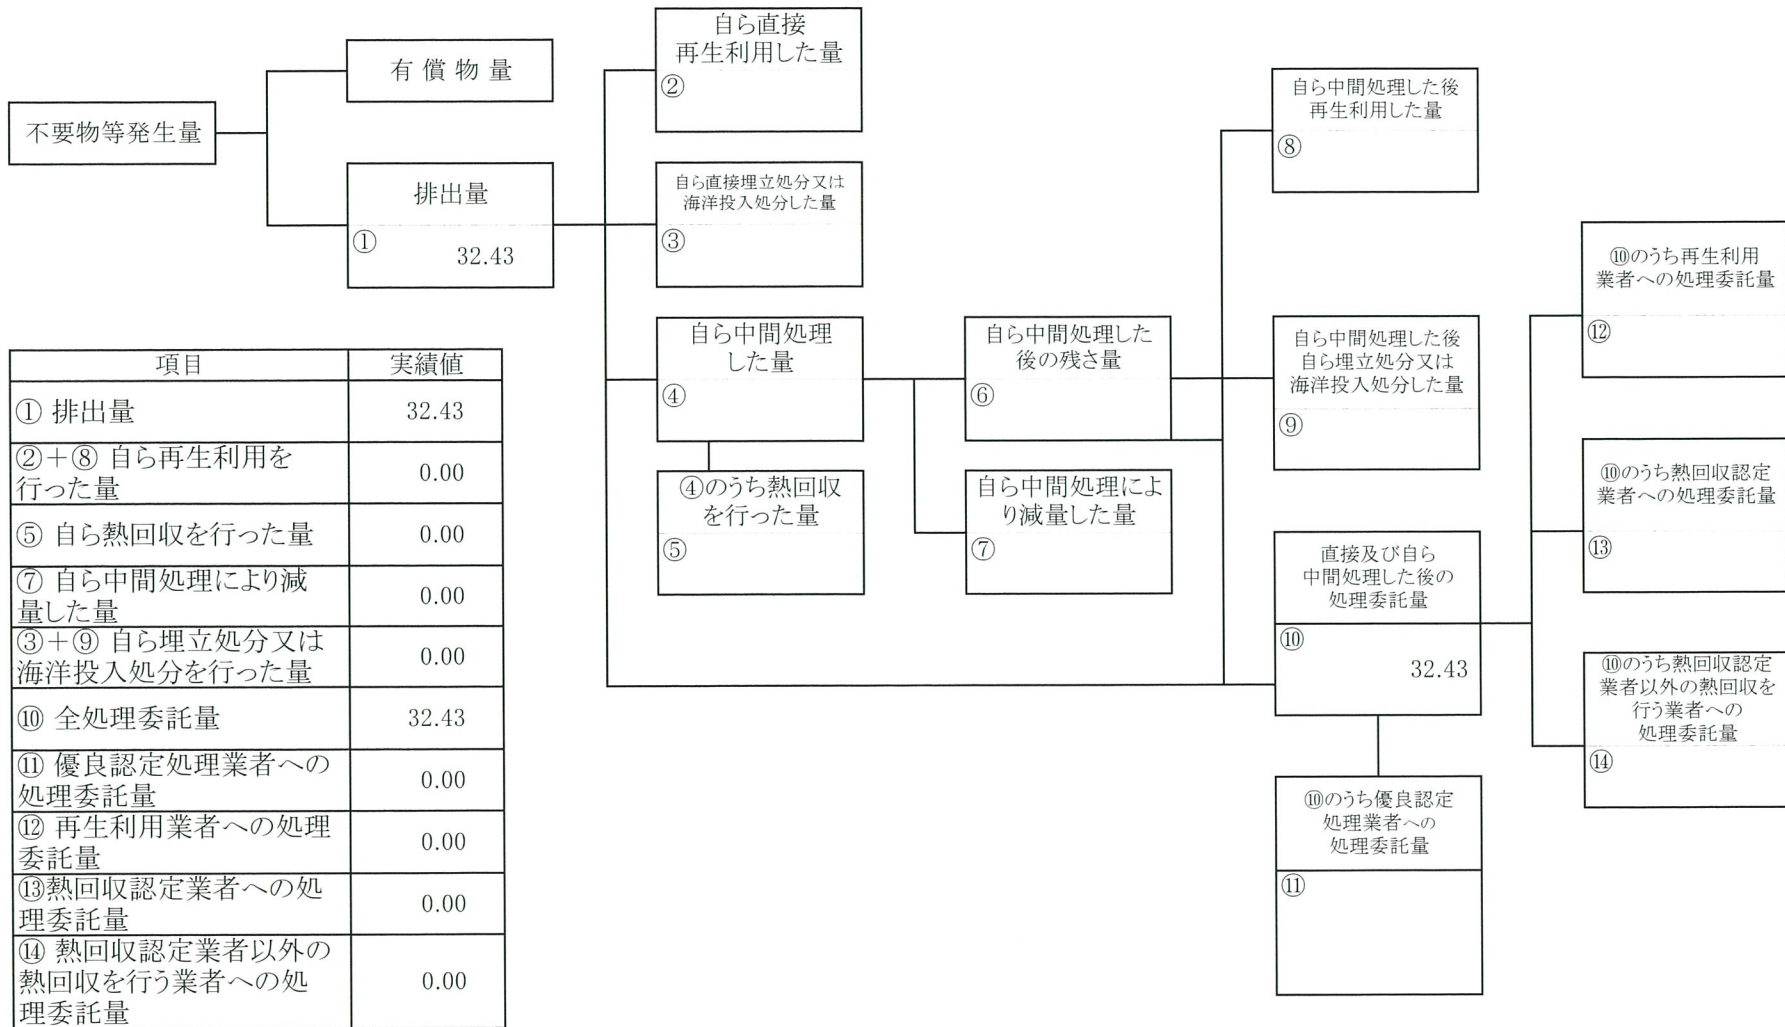 不要物等発生量
有償物量
排出量
①
32.43
自ら直接
再生利用した量
②
自ら直接埋立処分又は
海洋投入処分した量
③
自ら中間処理
した量
④
④のうち熱回収
を行った量
⑤
自ら中間処理した
後の残さ量
⑥
自ら中間処理によ
り減量した量
⑦
自ら中間処理した後
再生利用した量
⑧
自ら中間処理した後
自ら埋立処分又は
海洋投入処分した量
⑨
直接及び自ら
中間処理した後の
処理委託量
⑩
32.43
⑩のうち優良認定
処理業者への
処理委託量
⑪
⑩のうち再生利用
業者への処理委託量
⑫
⑩のうち熱回収認定
業者への処理委託量
⑬
⑩のうち熱回収認定
業者以外の熱回収を
行う業者への
処理委託量
⑭
項目 実績値
① 排出量 32.43
②＋⑧ 自ら再生利用を
行った量 0.00
⑤ 自ら熱回収を行った量 0.00
⑦ 自ら中間処理により減
量した量 0.00
③＋⑨ 自ら埋立処分又は
海洋投入処分を行った量 0.00
⑩ 全処理委託量 32.43
⑪ 優良認定処理業者への
処理委託量 0.00
⑫ 再生利用業者への処理
委託量 0.00
⑬熱回収認定業者への処
理委託量 0.00
⑭ 熱回収認定業者以外の
熱回収を行う業者への処
理委託量 0.00